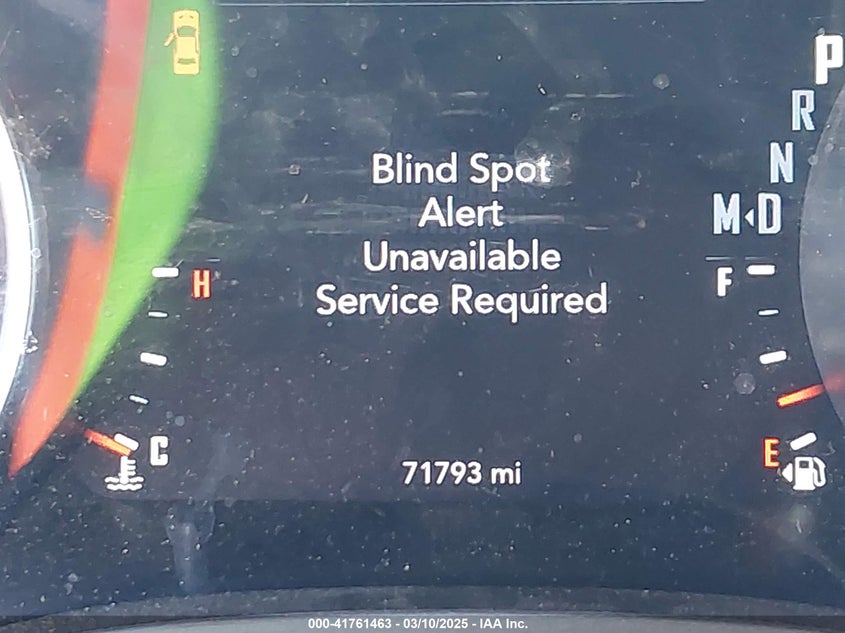 P
R
N
M D
Blind Spot
Alert
Unavailable
Service Required
H
F
C
E
71793 mi
000-41761463 - 03/10/2025 - IAA Inc.